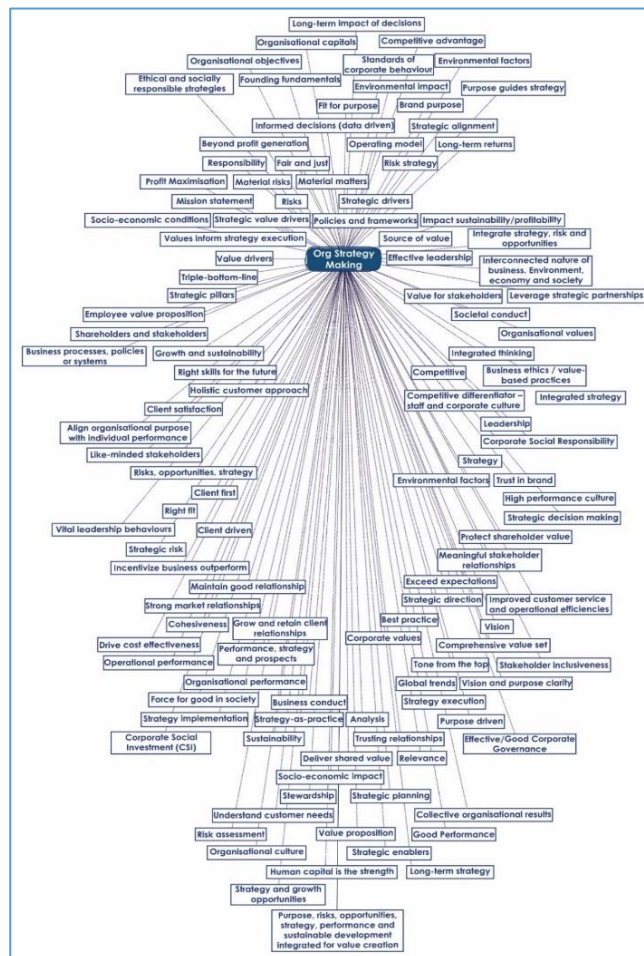 Long-term impact of decisions
Organisational capitals
Competitive advantage
Organisational objectives
Standards of
corporate behaviour
Environmental factors
Ethical and socially
responsible strategies
Founding fundamentals
Environmental impact
Purpose guides strategy
Fit for purpose
Brand purpose
Informed decisions (data driven)
Strategic alignment
Beyond profit generation
Operating model
Long-term returns
Responsibility
Fair and just
Risk strategy
Profit Maximisation
Material risks
Material matters
Mission statement
Risks
Strategic drivers
Socio-economic conditions
Strategic value drivers
Policies and frameworks
Impact sustainability/profitability
Values inform strategy execution
Source of value
Integrate strategy, risk and
opportunities
Value drivers
Org Strategy
Making
Effective leadership
Interconnected nature of
business. Environment,
economy and society
Triple-bottom-line
Strategic pillars
Value for stakeholders
Leverage strategic partnerships
Employee value proposition
Societal conduct
Shareholders and stakeholders
Organisational values
Business processes, policies
or systems
Growth and sustainability
Integrated thinking
Right skills for the future
Competitive
Business ethics / value-
based practices
Holistic customer approach
Competitive differentiator –
staff and corporate culture
Integrated strategy
Client satisfaction
Leadership
Align organisational purpose
with individual performance
Corporate Social Responsibility
Like-minded stakeholders
Strategy
Risks, opportunities, strategy
Environmental factors
Trust in brand
Client first
High performance culture
Right fit
Strategic decision making
Vital leadership behaviours
Client driven
Protect shareholder value
Strategic risk
Meaningful stakeholder
relationships
Incentivize business outperform
Maintain good relationship
Exceed expectations
Strong market relationships
Strategic direction
Improved customer service
and operational efficiencies
Cohesiveness
Grow and retain client
relationships
Best practice
Vision
Drive cost effectiveness
Corporate values
Comprehensive value set
Operational performance
Performance, strategy
and prospects
Tone from the top
Stakeholder inclusiveness
Organisational performance
Global trends
Vision and purpose clarity
Force for good in society
Business conduct
Strategy execution
Strategy implementation
Strategy-as-practice
Analysis
Purpose driven
Corporate Social
Investment (CSI)
Sustainability
Trusting relationships
Effective/Good Corporate
Governance
Deliver shared value
Relevance
Socio-economic impact
Stewardship
Strategic planning
Understand customer needs
Collective organisational results
Risk assessment
Value proposition
Good Performance
Organisational culture
Strategic enablers
Human capital is the strength
Long-term strategy
Strategy and growth
opportunities
Purpose, risks, opportunities,
strategy, performance and
sustainable development
integrated for value creation